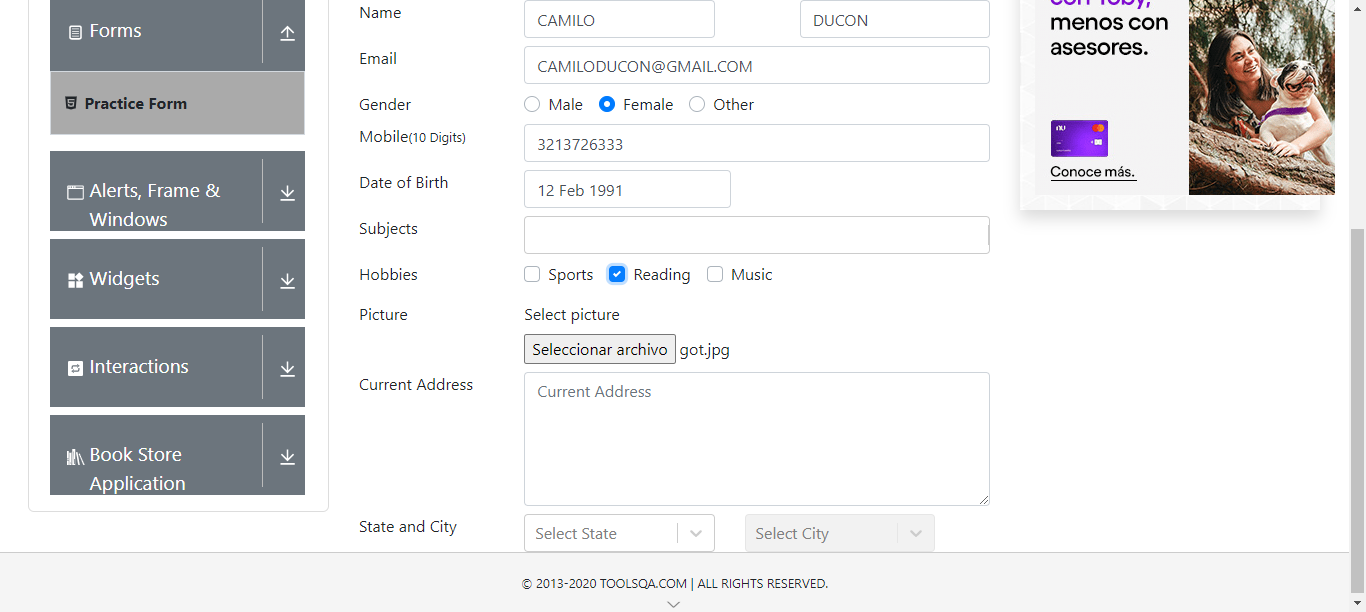 Forms
Practice Form
Alerts, Frame &
Windows
Widgets
Interactions
Book Store
Application
Name CAMILO DUCON
Email CAMILODUCON@GMAIL.COM
Gender Male Female Other
Mobile(10 Digits) 3213726333
Date of Birth 12 Feb 1991
Subjects
Hobbies Sports Reading Music
Picture Select picture
Seleccionar archivo got.jpg
Current Address Current Address
State and City Select State Select City
con Toby,
menos con
asesores.
nu
Conoce más.
© 2013-2020 TOOLSQA.COM | ALL RIGHTS RESERVED.